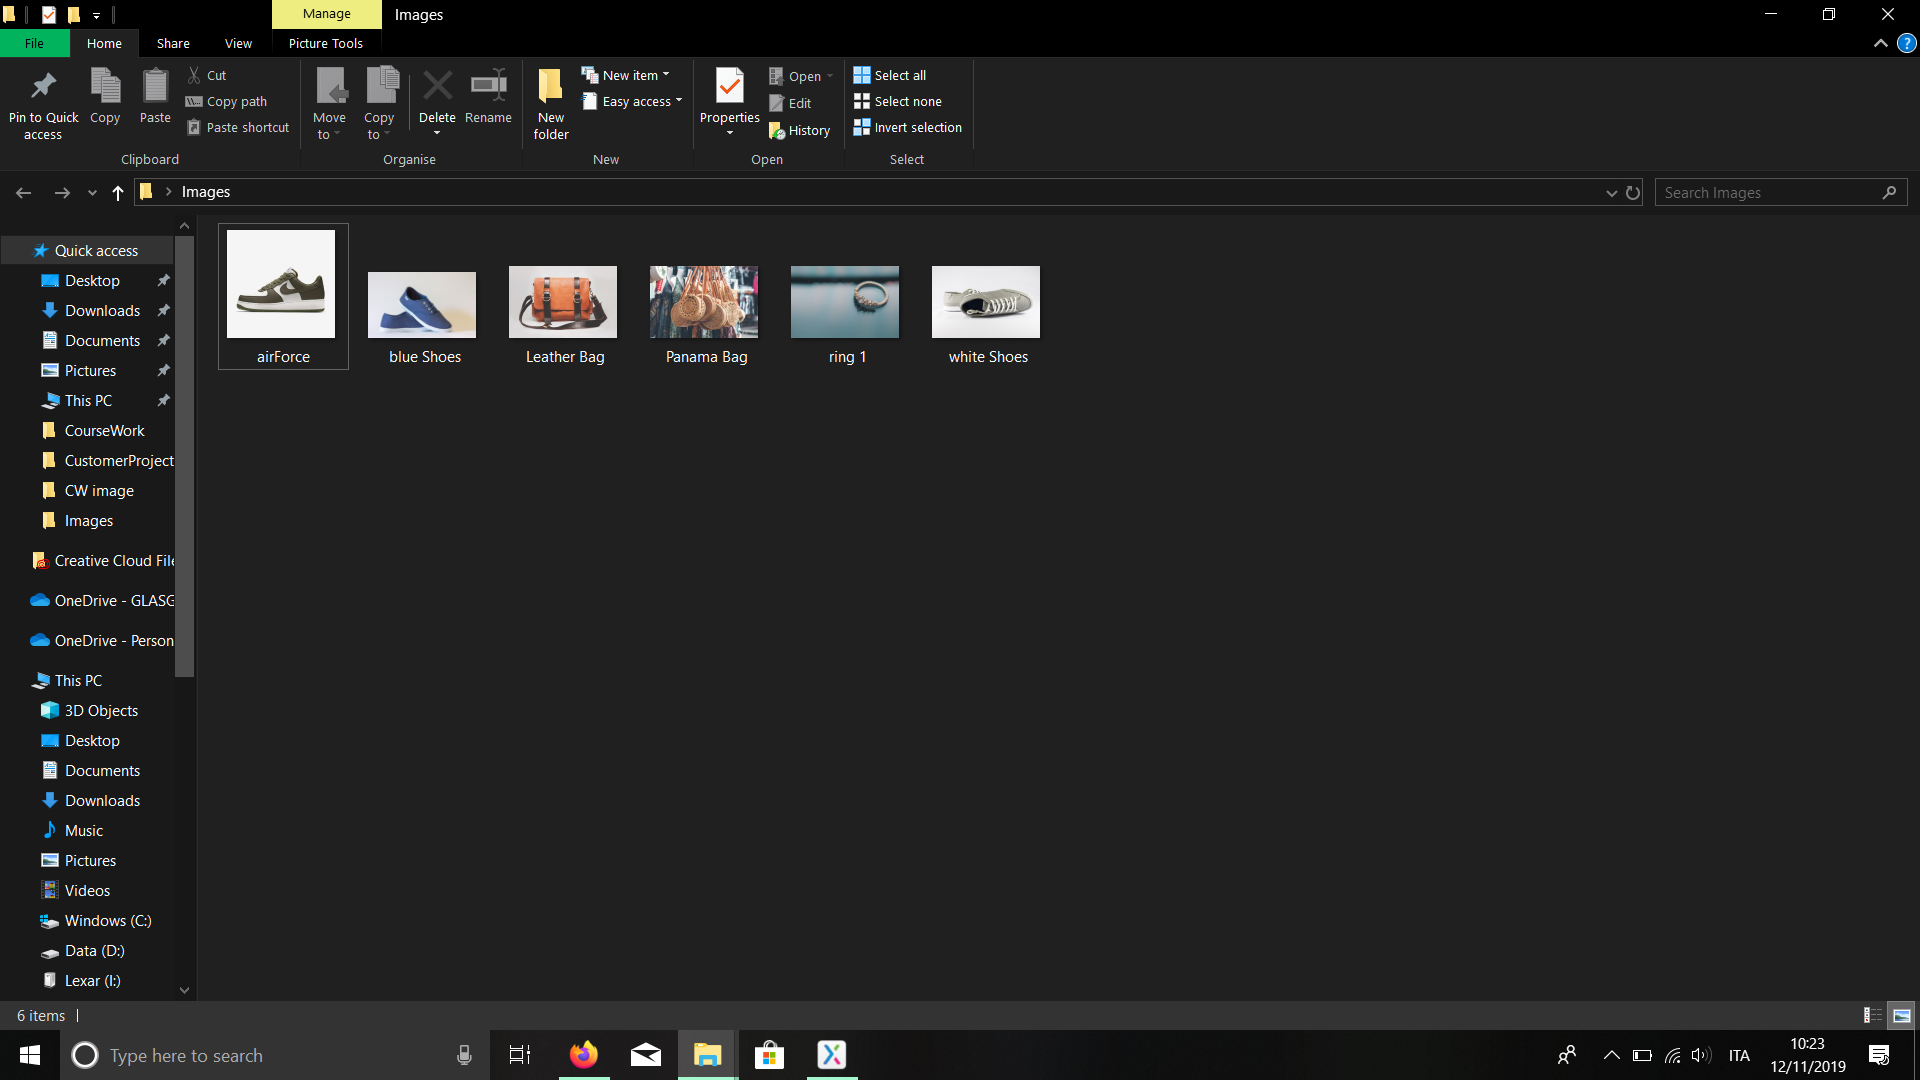 Manage Images
File Home Share View Picture Tools
Pin to Quick access
Copy
Paste
Cut
Copy path
Paste shortcut
Clipboard
Move to
Copy to
Delete
Rename
Organise
New folder
New item
Easy access
New
Properties
Open
Edit
History
Open
Select all
Select none
Invert selection
Select
Images
Search Images
Quick access
Desktop
Downloads
Documents
Pictures
This PC
CourseWork
CustomerProject
CW image
Images
Creative Cloud File
OneDrive - GLASG
OneDrive - Person
This PC
3D Objects
Desktop
Documents
Downloads
Music
Pictures
Videos
Windows (C:)
Data (D:)
Lexar (I:)
airForce
blue Shoes
Leather Bag
Panama Bag
ring 1
white Shoes
6 items
Type here to search
ITA
10:23
12/11/2019